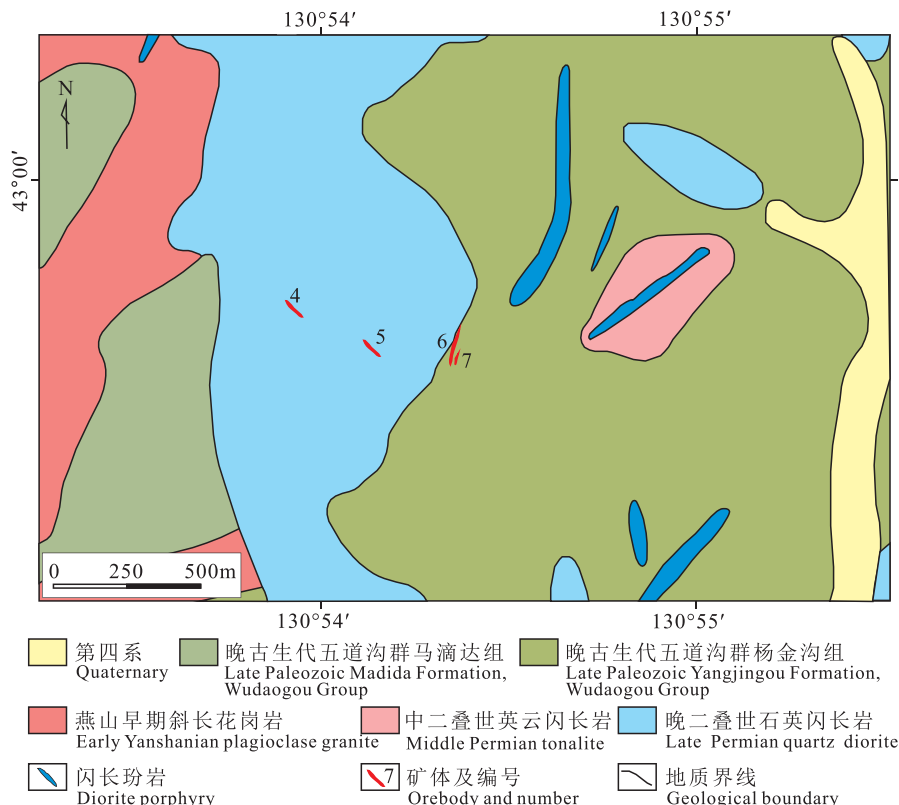 130°54′ 130°55′
N
43°00′
4
5
6
7
0 250 500m
130°54′ 130°55′
第四系
Quaternary
晚古生代五道沟群马滴达组
Late Paleozoic Madida Formation,
Wudaogou Group
晚古生代五道沟群杨金沟组
Late Paleozoic Yangjingou Formation,
Wudaogou Group
燕山早期斜长花岗岩
Early Yanshanian plagioclase granite
中二叠世英云闪长岩
Middle Permian tonalite
晚二叠世石英闪长岩
Late Permian quartz diorite
闪长玢岩
Diorite porphyry
7
矿体及编号
Orebody and number
地质界线
Geological boundary